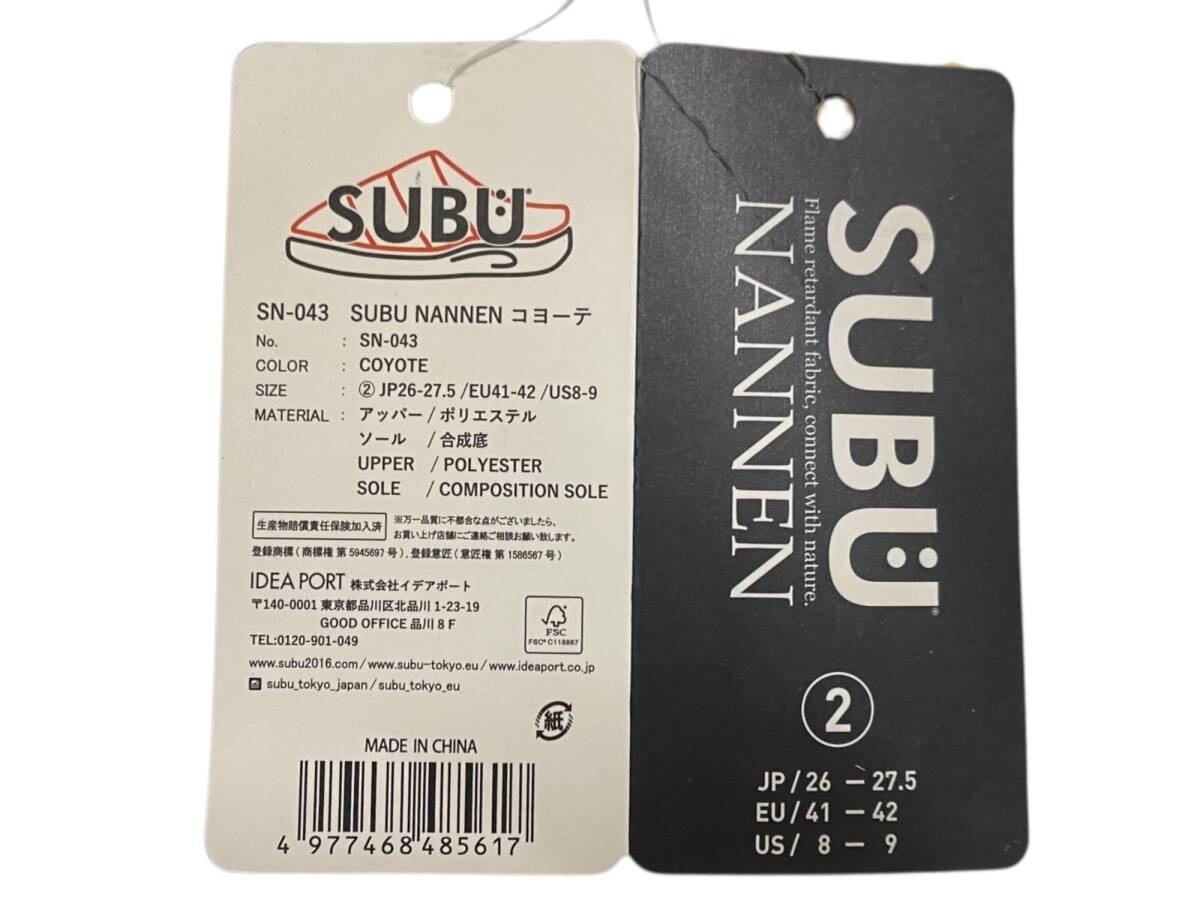 SUBU®
SN-043 SUBU NANNEN コヨーテ
No. : SN-043
COLOR : COYOTE
SIZE : ② JP26-27.5 /EU41-42 /US8-9
MATERIAL : アッパー / ポリエステル
ソール / 合成底
UPPER / POLYESTER
SOLE / COMPOSITION SOLE
生産物賠償責任保険加入済
※万一品質に不都合な点がございましたら、
お買い上げ店舗にご連絡ご相談お願い致します。
登録商標 ( 商標権 第 5945697 号 ) , 登録意匠 ( 意匠権 第 1586567 号 )
IDEA PORT 株式会社イデアポート
〒140-0001 東京都品川区北品川 1-23-19
GOOD OFFICE 品川 8 F
TEL:0120-901-049
FSC
FSC® C118867
www.subu2016.com / www.subu-tokyo.eu / www.ideaport.co.jp
subu_tokyo_japan / subu_tokyo_eu
紙
MADE IN CHINA
4 977468 485617
SUBU®
Flame retardant fabric, connect with nature.
NANNEN
②
JP / 26 — 27.5
EU / 41 — 42
US / 8 — 9